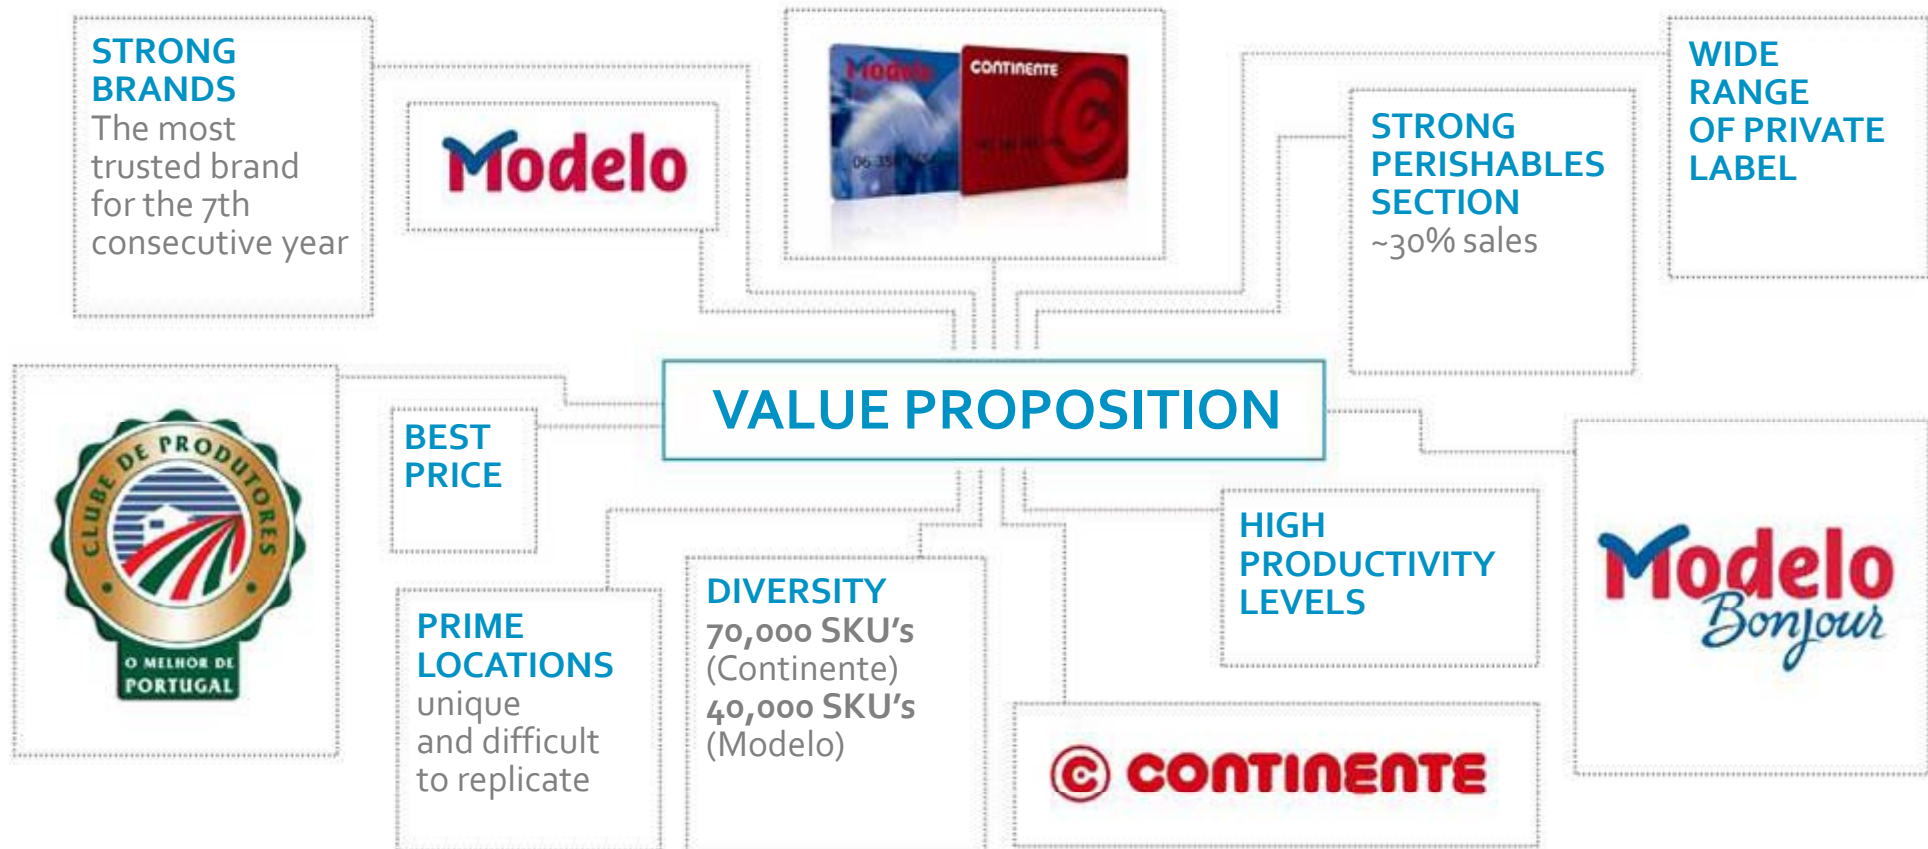 STRONG
BRANDS
The most
trusted brand
for the 7th
consecutive year
Modelo
Modelo
CONTINENTE
STRONG
PERISHABLES
SECTION
~30% sales
WIDE
RANGE
OF PRIVATE
LABEL
VALUE PROPOSITION
CLUBE DE PRODUTORES
O MELHOR DE
PORTUGAL
BEST
PRICE
PRIME
LOCATIONS
unique
and difficult
to replicate
DIVERSITY
70,000 SKU's
(Continente)
40,000 SKU's
(Modelo)
HIGH
PRODUCTIVITY
LEVELS
C CONTINENTE
Modelo
Bonjour